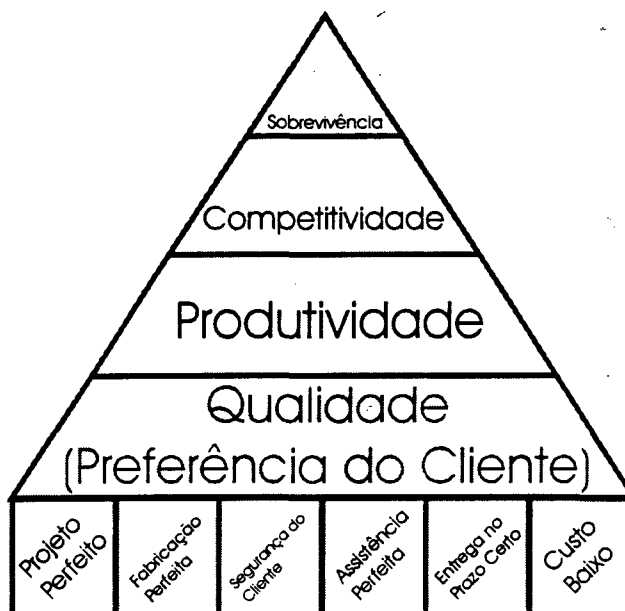 Sobrevivência
Competitividade
Produtividade
Qualidade
(Preferência do Cliente)
Projeto
Perfeito
Fabricação
Perfeita
Segurança do
Cliente
Assistência
Perfeita
Entrega no
Prazo Certo
Custo
Baixo